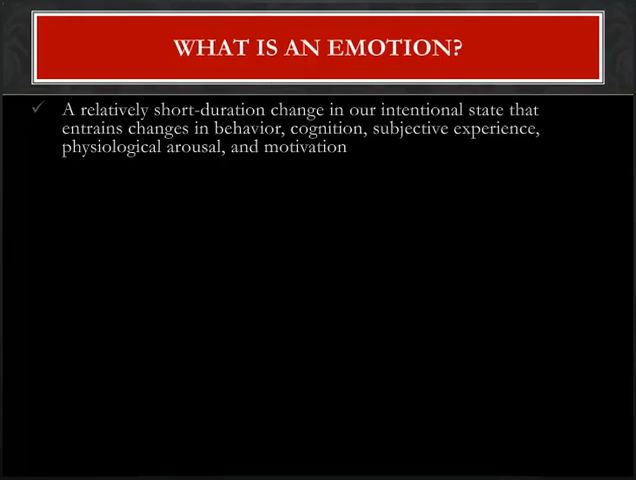 WHAT IS AN EMOTION?
A relatively short-duration change in our intentional state that
entrains changes in behavior, cognition, subjective experience,
physiological arousal, and motivation